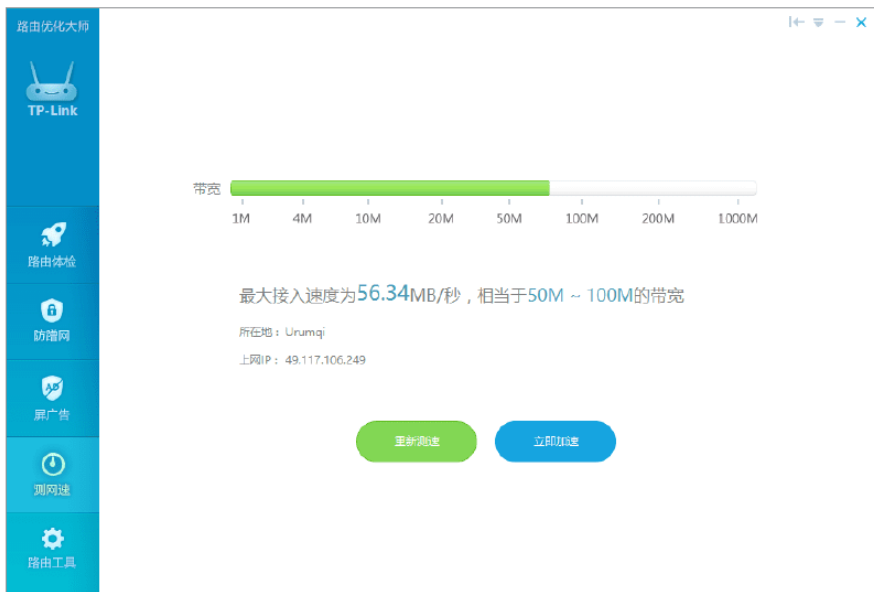 路由优化大师
TP-Link
路由体检
防蹭网
AD
屏广告
测网速
路由工具
带宽
1M 4M 10M 20M 50M 100M 200M 1000M
最大接入速度为56.34MB/秒，相当于50M ~ 100M的带宽
所在地：Urumqi
上网IP： 49.117.106.249
重新测速 立即加速